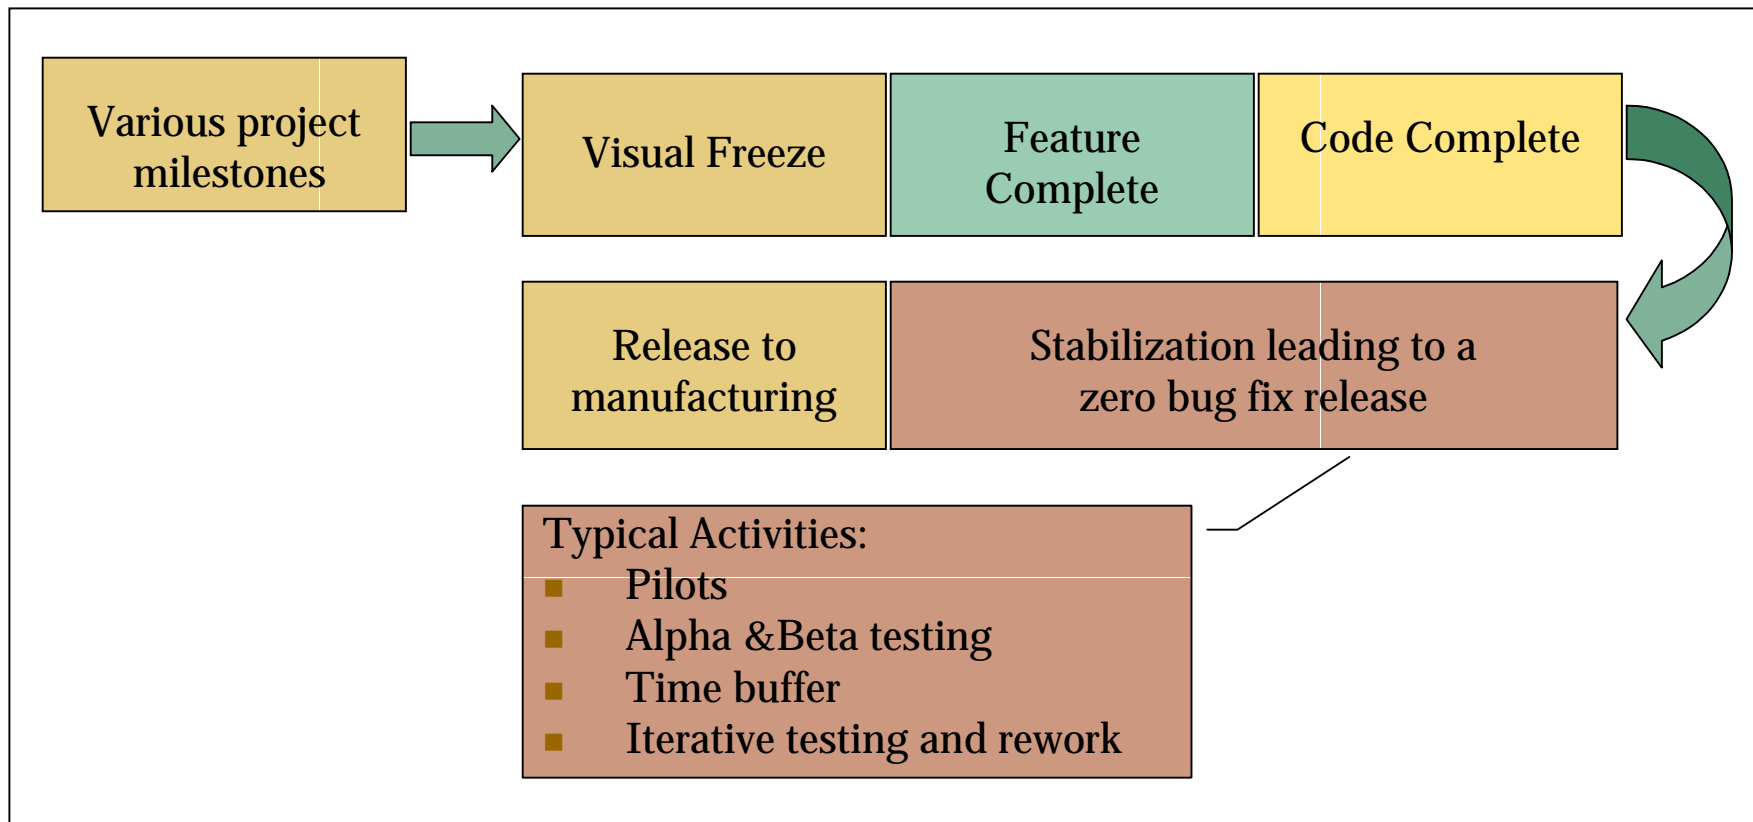 Various project
milestones
Visual Freeze
Feature
Complete
Code Complete
Release to
manufacturing
Stabilization leading to a
zero bug fix release
Typical Activities:
Pilots
Alpha &Beta testing
Time buffer
Iterative testing and rework